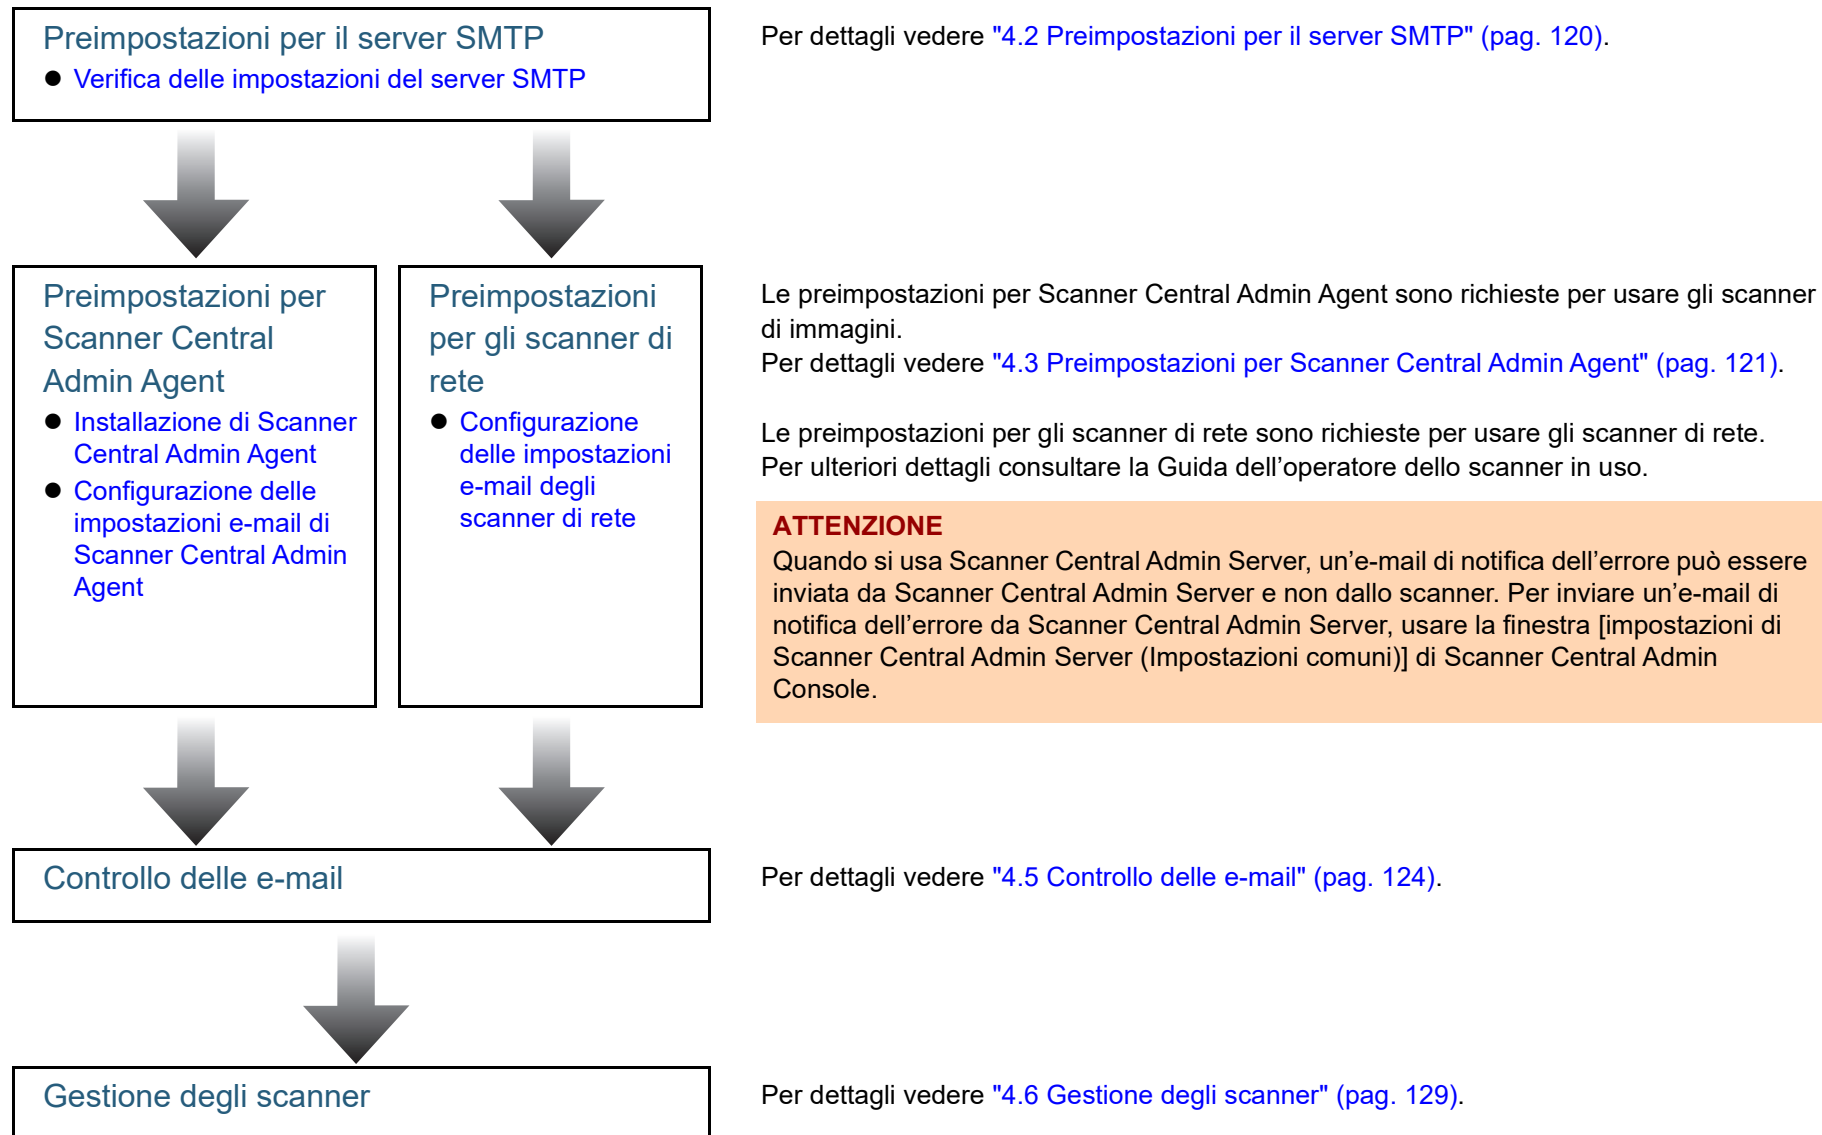 Preimpostazioni per il server SMTP
● Verifica delle impostazioni del server SMTP
Per dettagli vedere "4.2 Preimpostazioni per il server SMTP" (pag. 120).
Preimpostazioni per
Scanner Central
Admin Agent
● Installazione di Scanner
Central Admin Agent
● Configurazione delle
impostazioni e-mail di
Scanner Central Admin
Agent
Preimpostazioni
per gli scanner di
rete
● Configurazione
delle impostazioni
e-mail degli
scanner di rete
Le preimpostazioni per Scanner Central Admin Agent sono richieste per usare gli scanner
di immagini.
Per dettagli vedere "4.3 Preimpostazioni per Scanner Central Admin Agent" (pag. 121).
Le preimpostazioni per gli scanner di rete sono richieste per usare gli scanner di rete.
Per ulteriori dettagli consultare la Guida dell’operatore dello scanner in uso.
ATTENZIONE
Quando si usa Scanner Central Admin Server, un’e-mail di notifica dell’errore può essere
inviata da Scanner Central Admin Server e non dallo scanner. Per inviare un’e-mail di
notifica dell’errore da Scanner Central Admin Server, usare la finestra [impostazioni di
Scanner Central Admin Server (Impostazioni comuni)] di Scanner Central Admin
Console.
Controllo delle e-mail
Per dettagli vedere "4.5 Controllo delle e-mail" (pag. 124).
Gestione degli scanner
Per dettagli vedere "4.6 Gestione degli scanner" (pag. 129).